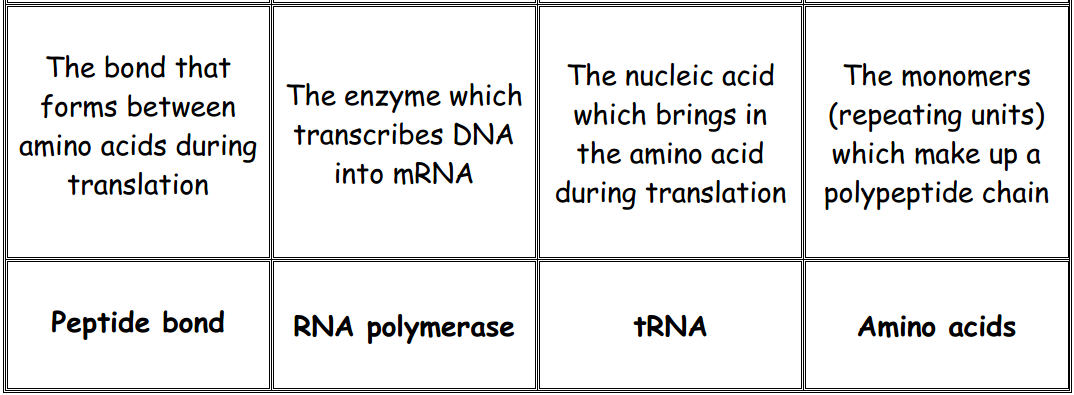 The bond that
forms between
amino acids during
translation
The enzyme which
transcribes DNA
into mRNA
The nucleic acid
which brings in
the amino acid
during translation
The monomers
(repeating units)
which make up a
polypeptide chain
Peptide bond
RNA polymerase
tRNA
Amino acids